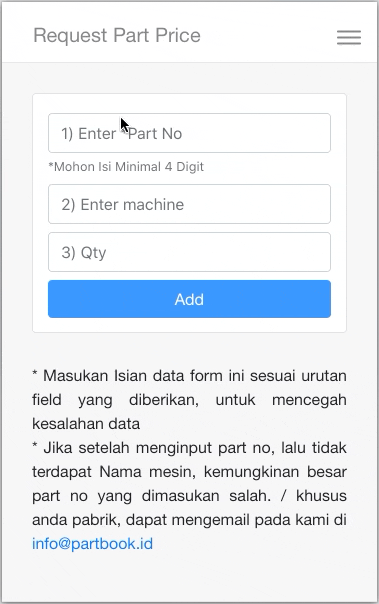 Request Part Price
1) Enter *Part No
*Mohon Isi Minimal 4 Digit
2) Enter machine
3) Qty
Add
* Masukan Isian data form ini sesuai urutan
field yang diberikan, untuk mencegah
kesalahan data
* Jika setelah menginput part no, lalu tidak
terdapat Nama mesin, kemungkinan besar
part no yang dimasukan salah. / khusus
anda pabrik, dapat mengemail pada kami di
info@partbook.id